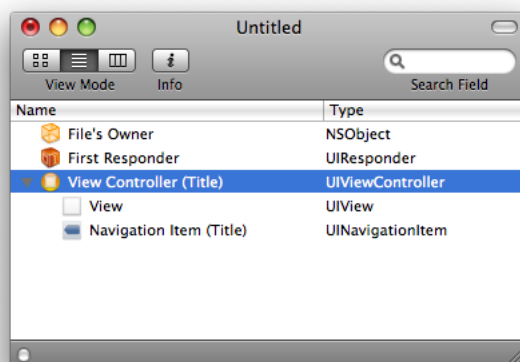 Untitled
View Mode Info Search Field
Name Type
File's Owner NSObject
First Responder UIResponder
View Controller (Title) UIViewController
View UIView
Navigation Item (Title) UINavigationItem